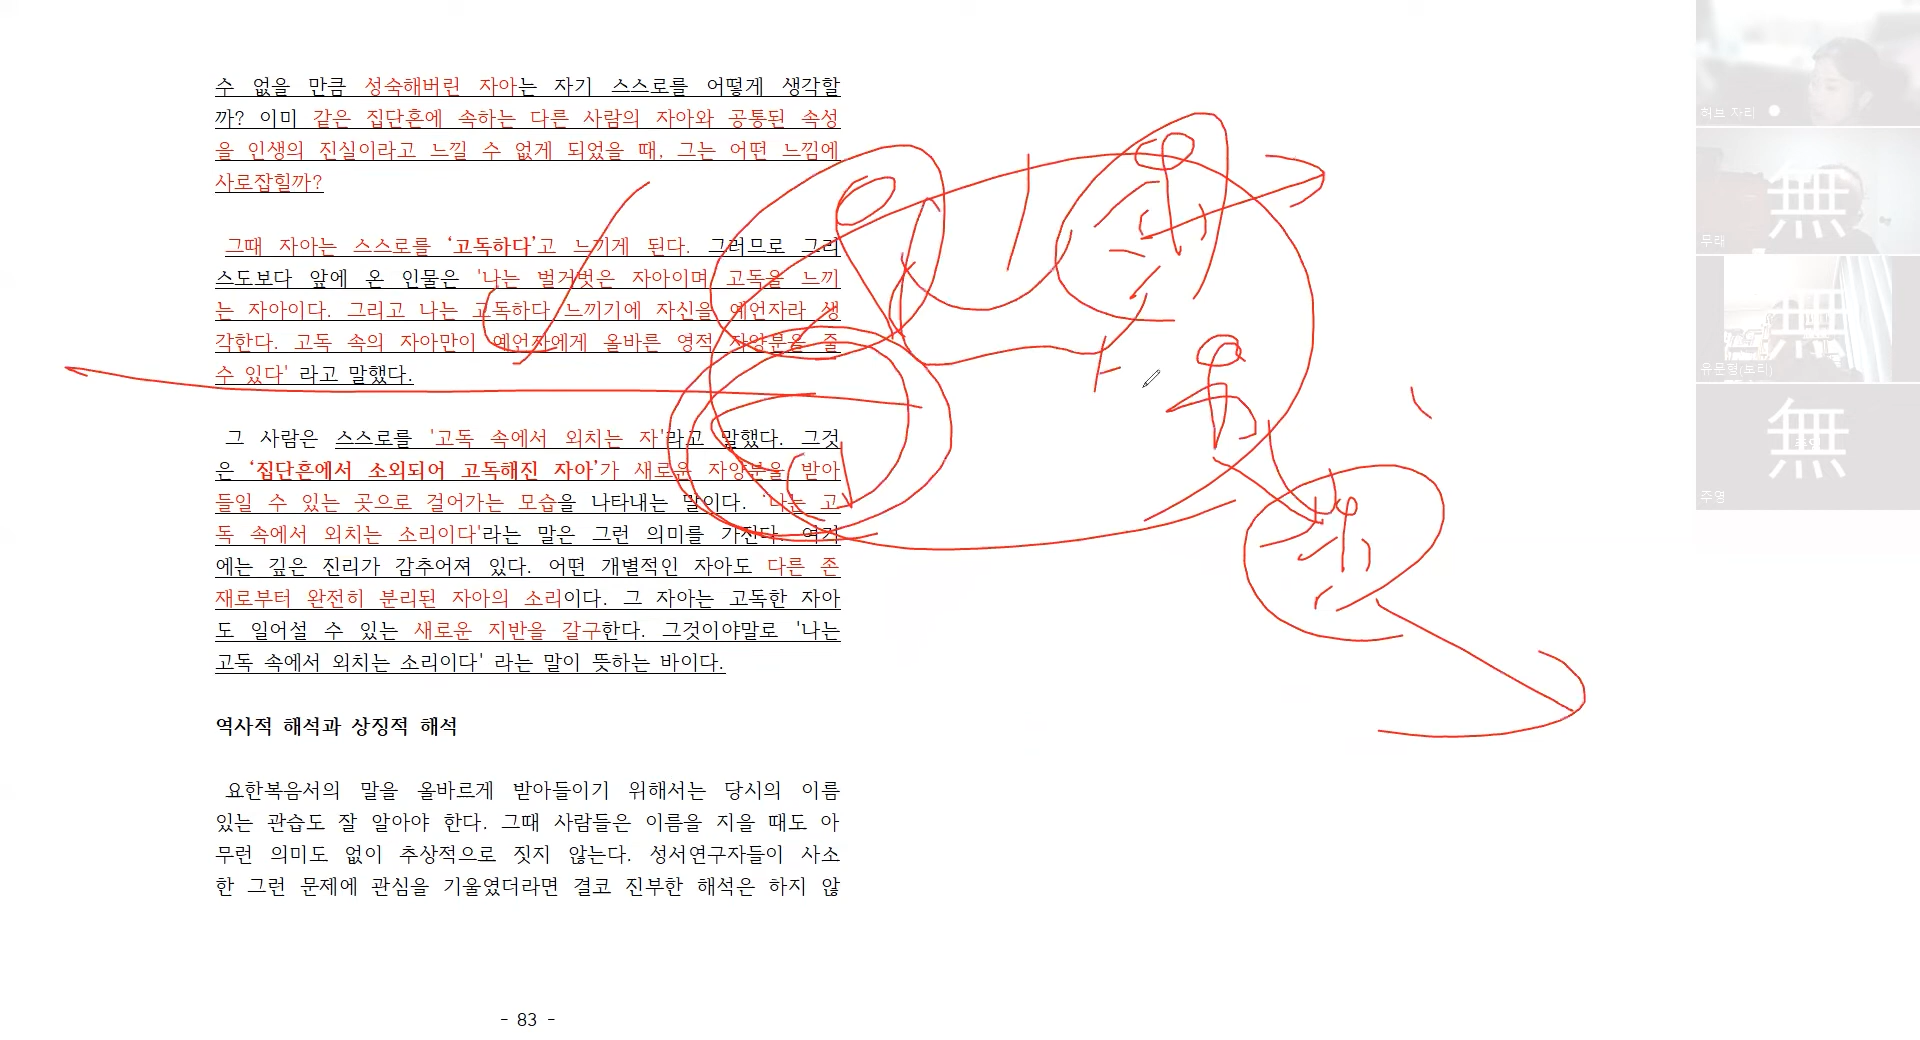 수 없을 만큼 성숙해버린 자아는 자기 스스로를 어떻게 생각할
까? 이미 같은 집단혼에 속하는 다른 사람의 자아와 공통된 속성
을 인생의 진실이라고 느낄 수 없게 되었을 때, 그는 어떤 느낌에
사로잡힐까?
그때 자아는 스스로를 ‘고독하다’고 느끼게 된다. 그러므로 그리
스도보다 앞에 온 인물은 '나는 벌거벗은 자아이며 고독을 느끼
는 자아이다. 그리고 나는 고독하다 느끼기에 자신을 예언자라 생
각한다. 고독 속의 자아만이 예언자에게 올바른 영적 자양분을 줄
수 있다' 라고 말했다.
그 사람은 스스로를 '고독 속에서 외치는 자'라고 말했다. 그것
은 ‘집단혼에서 소외되어 고독해진 자아’가 새로운 자양분을 받아
들일 수 있는 곳으로 걸어가는 모습을 나타내는 말이다. '나는 고
독 속에서 외치는 소리이다'라는 말은 그런 의미를 가진다. 여기
에는 깊은 진리가 감추어져 있다. 어떤 개별적인 자아도 다른 존
재로부터 완전히 분리된 자아의 소리이다. 그 자아는 고독한 자아
도 일어설 수 있는 새로운 지반을 갈구한다. 그것이야말로 '나는
고독 속에서 외치는 소리이다' 라는 말이 뜻하는 바이다.
역사적 해석과 상징적 해석
요한복음서의 말을 올바르게 받아들이기 위해서는 당시의 이름
있는 관습도 잘 알아야 한다. 그때 사람들은 이름을 지을 때도 아
무런 의미도 없이 추상적으로 짓지 않는다. 성서연구자들이 사소
한 그런 문제에 관심을 기울였더라면 결코 진부한 해석은 하지 않
- 83 -
허브 자리
無
두래
유문형(보리)
無
주영